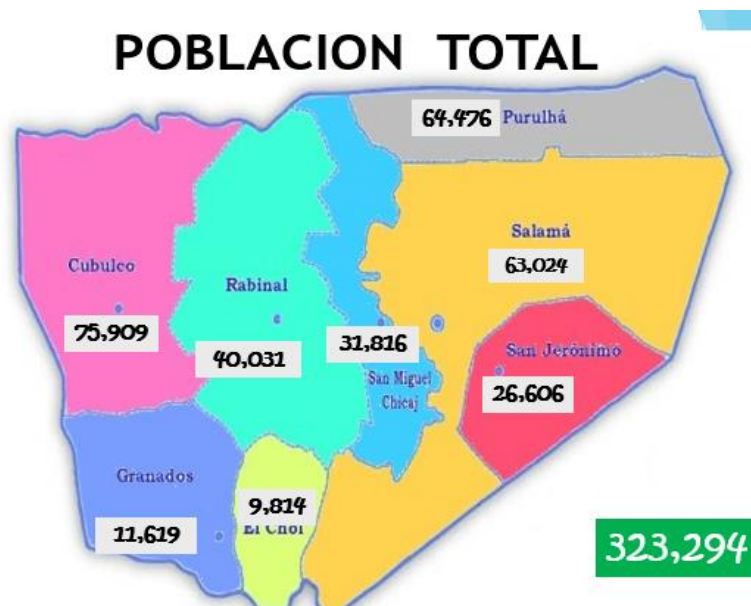 POBLACION TOTAL
64,476 Purulhá
Salamá
63,024
Cubulco
75,909
Rabinal
40,031
31,816
San Miguel
Chicaj
San Jerónimo
26,606
Granados
11,619
9,814
El Chol
323,294